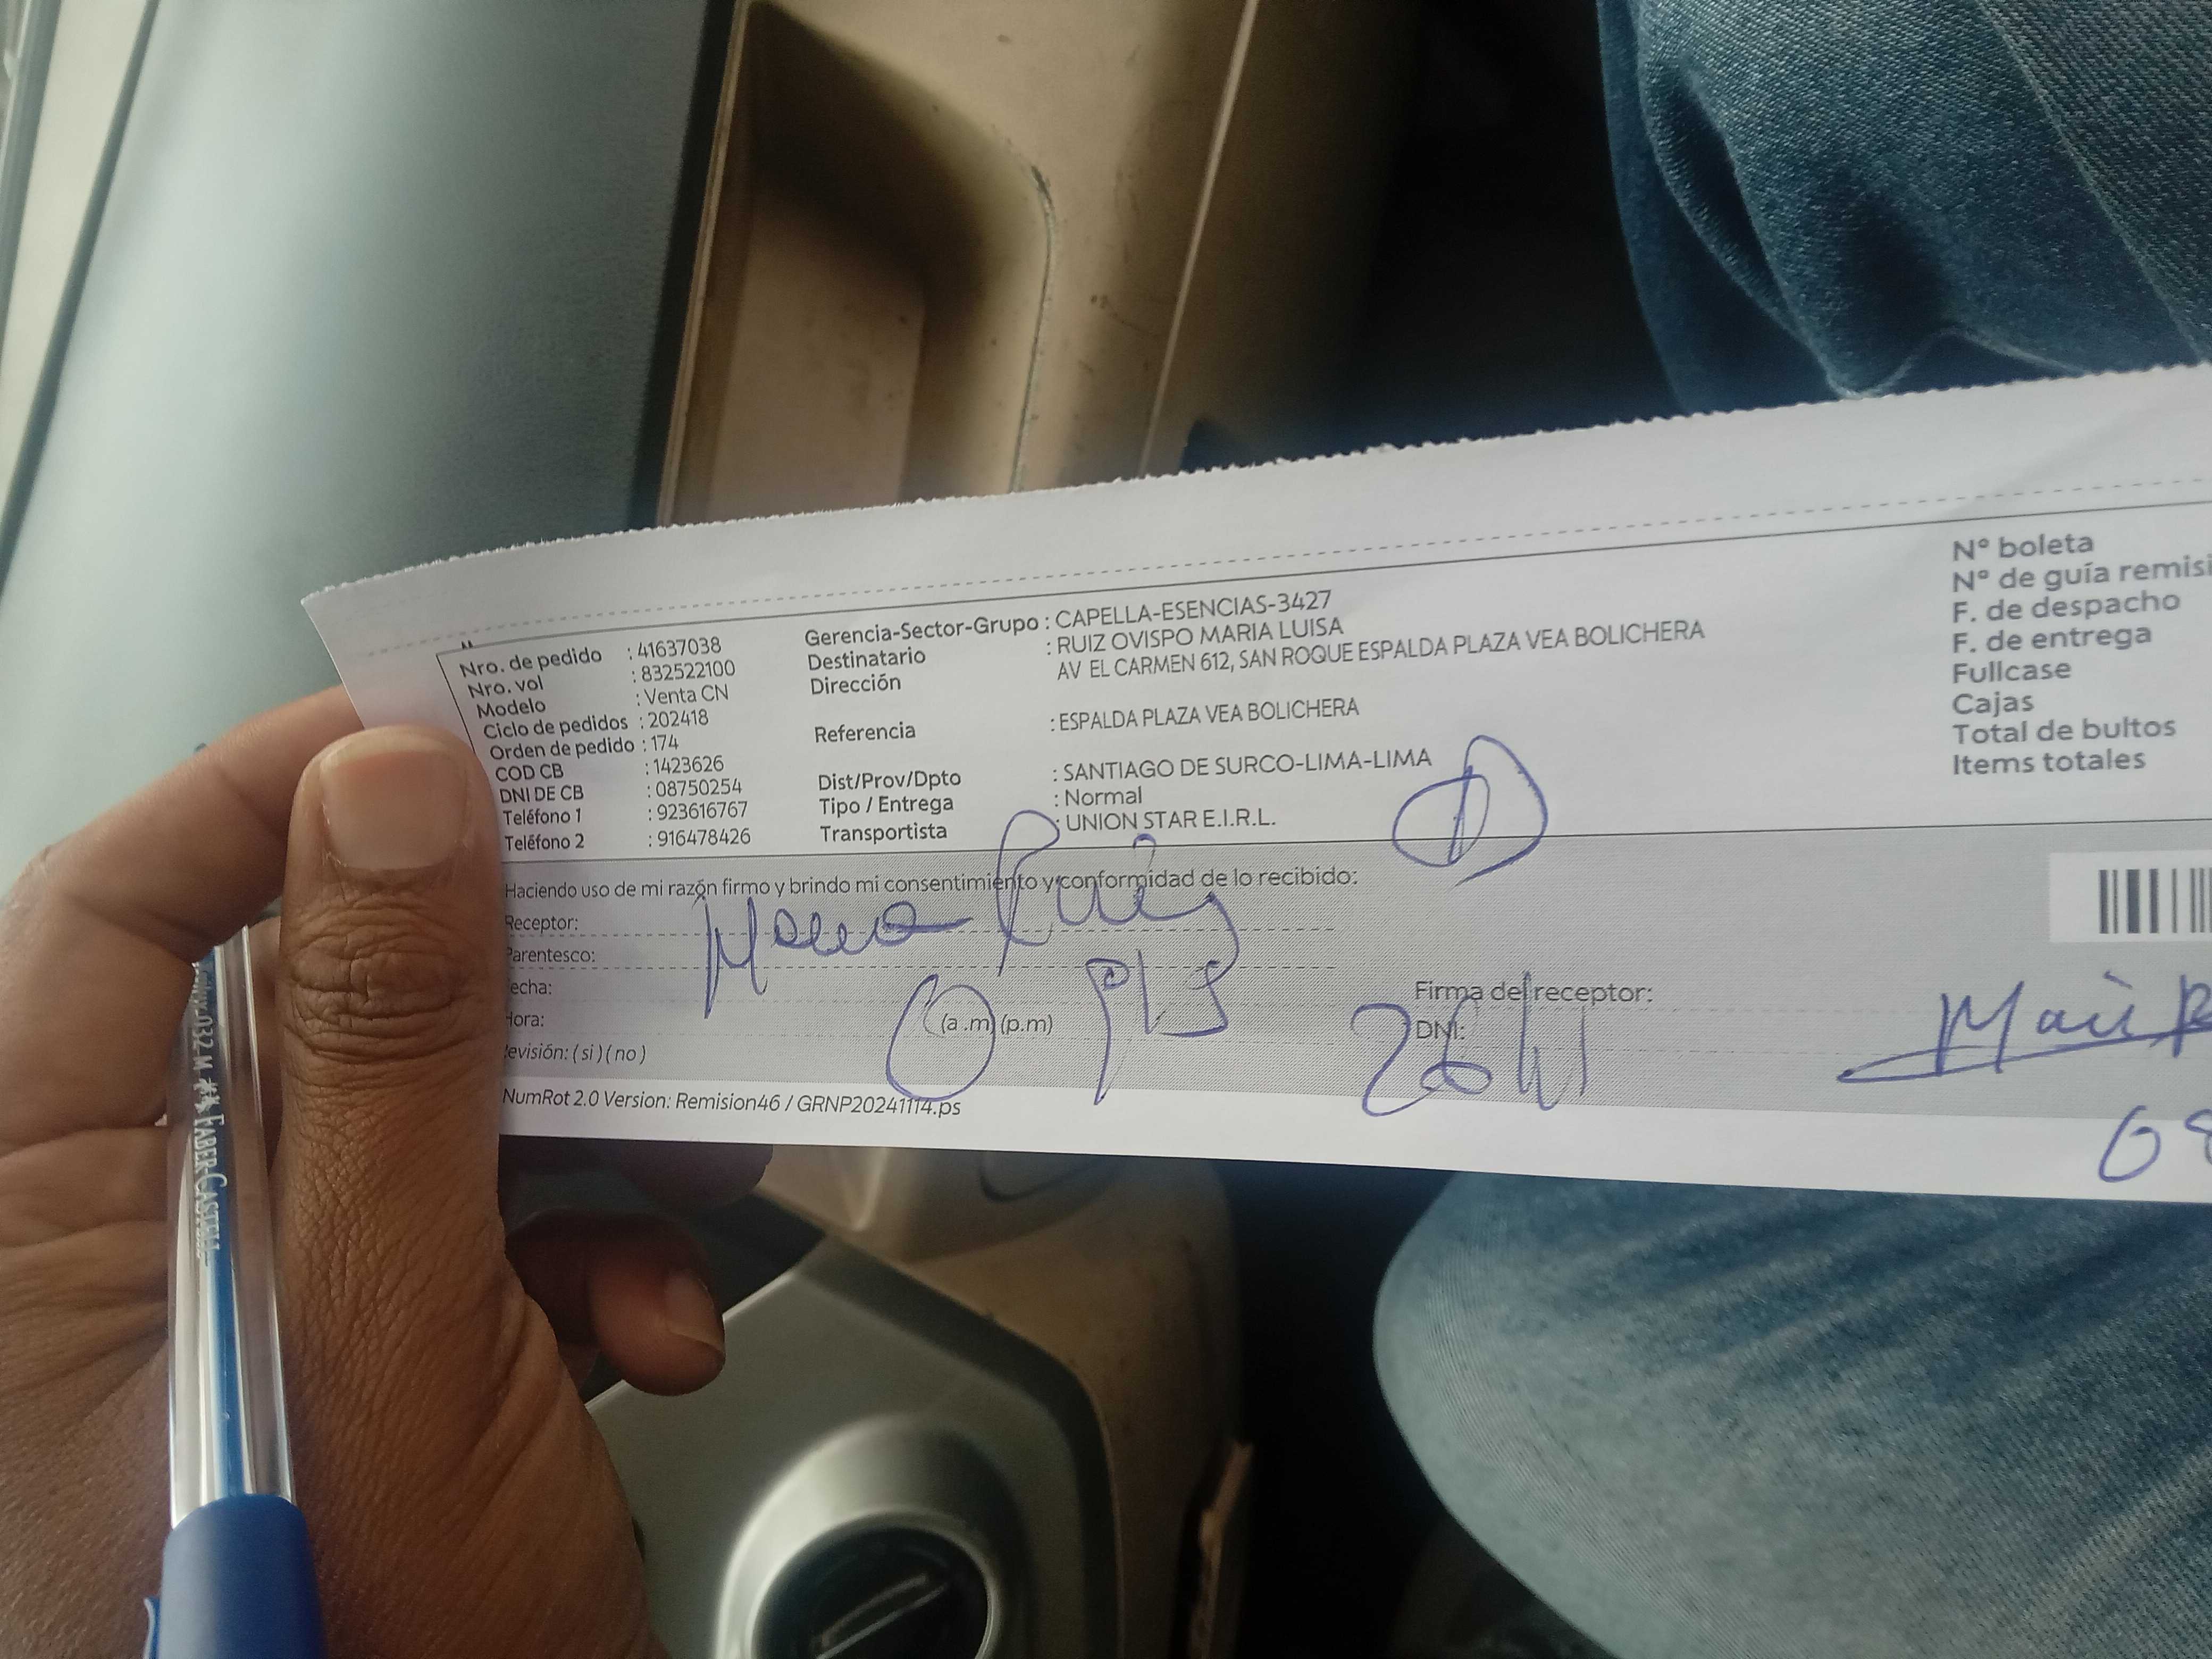 Nro. de pedido : 41637038
Nro. vol : 832522100
Modelo : Venta CN
Ciclo de pedidos : 202418
Orden de pedido : 174
COD CB : 1423626
DNI DE CB : 08750254
Teléfono 1 : 923616767
Teléfono 2 : 916478426
Gerencia-Sector-Grupo : CAPELLA-ESENCIAS-3427
Destinatario : RUIZ OVISPO MARIA LUISA
Dirección AV EL CARMEN 612, SAN ROQUE ESPALDA PLAZA VEA BOLICHERA
Referencia : ESPALDA PLAZA VEA BOLICHERA
Dist/Prov/Dpto : SANTIAGO DE SURCO-LIMA-LIMA
Tipo / Entrega : Normal
Transportista : UNION STAR E.I.R.L.
N° boleta
N° de guía remisi
F. de despacho
F. de entrega
Fullcase
Cajas
Total de bultos
Items totales
Haciendo uso de mi razón firmo y brindo mi consentimiento y conformidad de lo recibido:
Receptor:
Parentesco:
echa:
Hora: (a.m) (p.m)
evisión: ( si ) ( no )
Firma del receptor:
DNI:
08
NumRot 2.0 Version: Remision46 / GRNP20241114.ps
032 M FABER-CASTELL